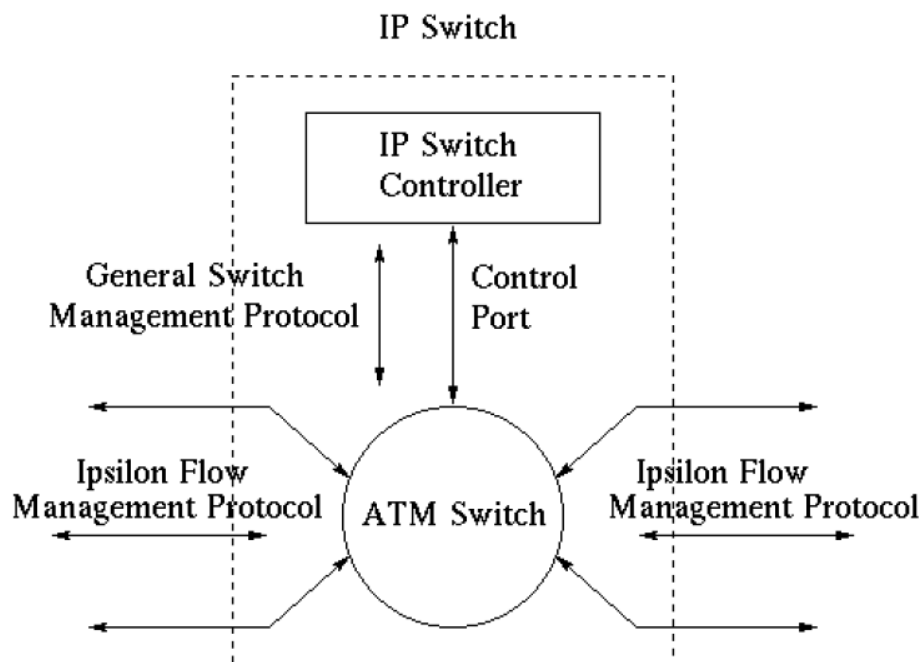 IP Switch
IP Switch
Controller
General Switch
Management Protocol
Control
Port
Ipsilon Flow
Management Protocol
ATM Switch
Ipsilon Flow
Management Protocol